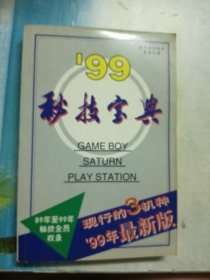 '99
秘技宝典
GAME BOY
SATURN
PLAY STATION
89年至99年
秘技全员
收录
现行的3机种
'99年最新版